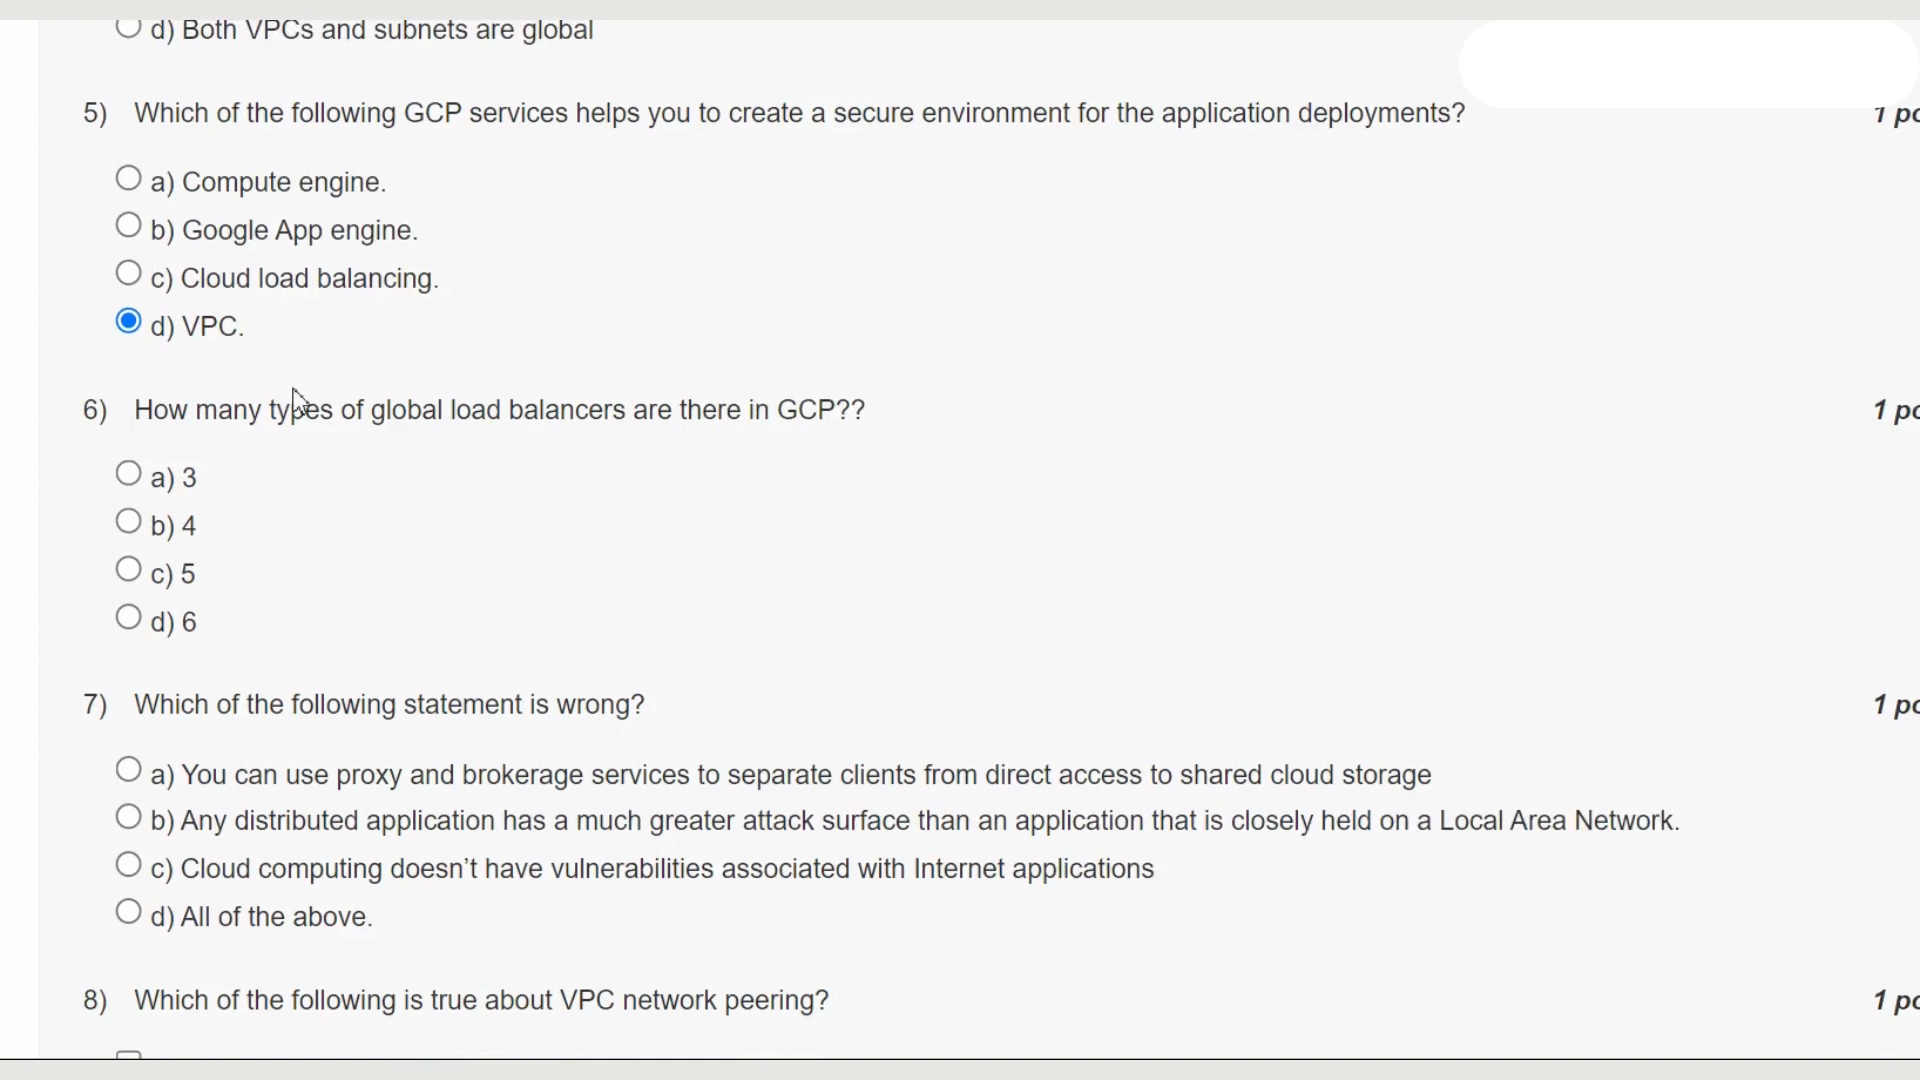 d) Both VPCs and subnets are global
5) Which of the following GCP services helps you to create a secure environment for the application deployments?
1
a) Compute engine.
b) Google App engine.
c) Cloud load balancing.
d) VPC.
6) How many types of global load balancers are there in GCP??
1
a) 3
b) 4
c) 5
d) 6
7) Which of the following statement is wrong?
1
a) You can use proxy and brokerage services to separate clients from direct access to shared cloud storage
b) Any distributed application has a much greater attack surface than an application that is closely held on a Local Area Network.
c) Cloud computing doesn’t have vulnerabilities associated with Internet applications
d) All of the above.
8) Which of the following is true about VPC network peering?
1